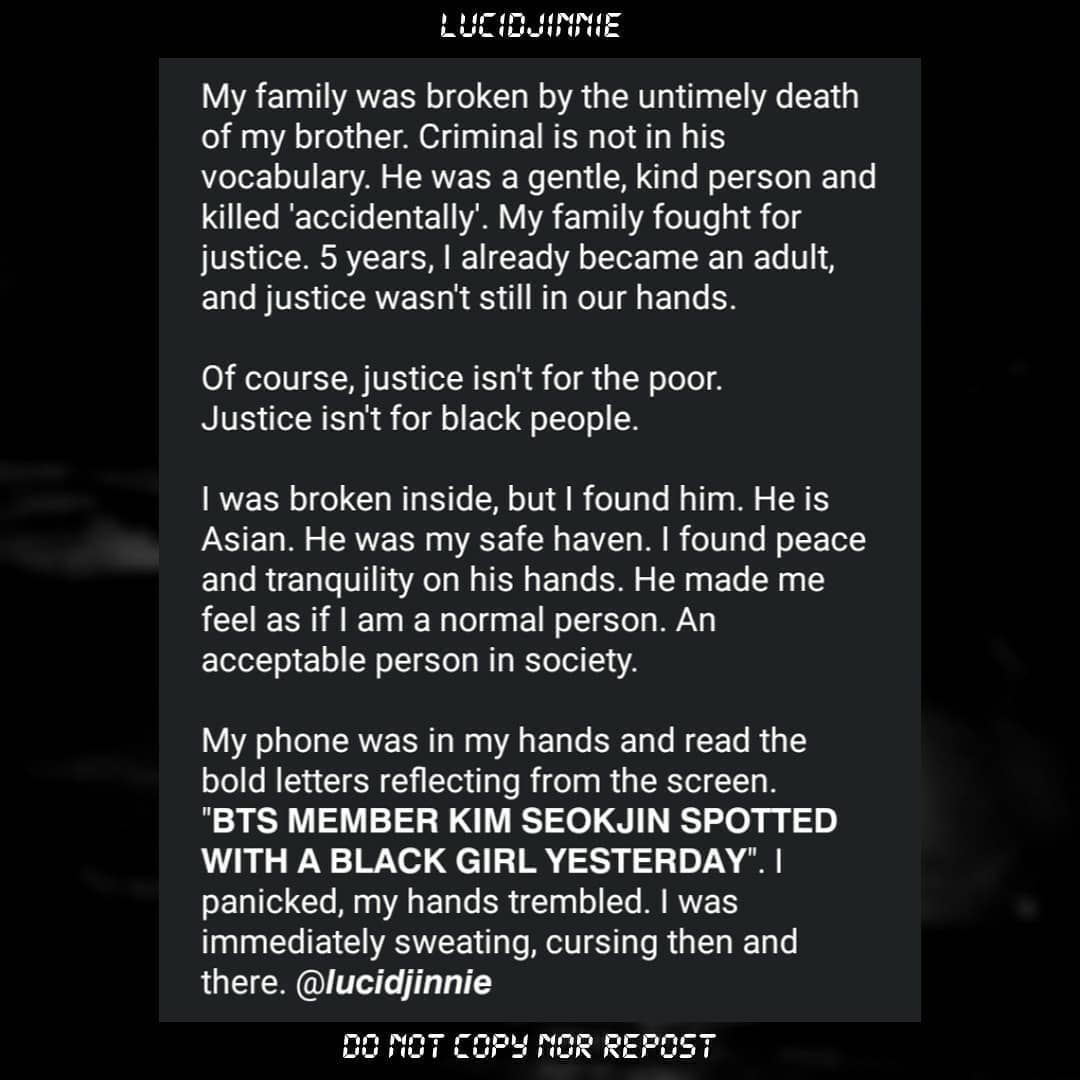 LUCIDJINNIE
My family was broken by the untimely death
of my brother. Criminal is not in his
vocabulary. He was a gentle, kind person and
killed 'accidentally'. My family fought for
justice. 5 years, I already became an adult,
and justice wasn't still in our hands.
Of course, justice isn't for the poor.
Justice isn't for black people.
I was broken inside, but I found him. He is
Asian. He was my safe haven. I found peace
and tranquility on his hands. He made me
feel as if I am a normal person. An
acceptable person in society.
My phone was in my hands and read the
bold letters reflecting from the screen.
"BTS MEMBER KIM SEOKJIN SPOTTED
WITH A BLACK GIRL YESTERDAY". I
panicked, my hands trembled. I was
immediately sweating, cursing then and
there. @lucidjinnie
DO NOT COPY NOR REPOST